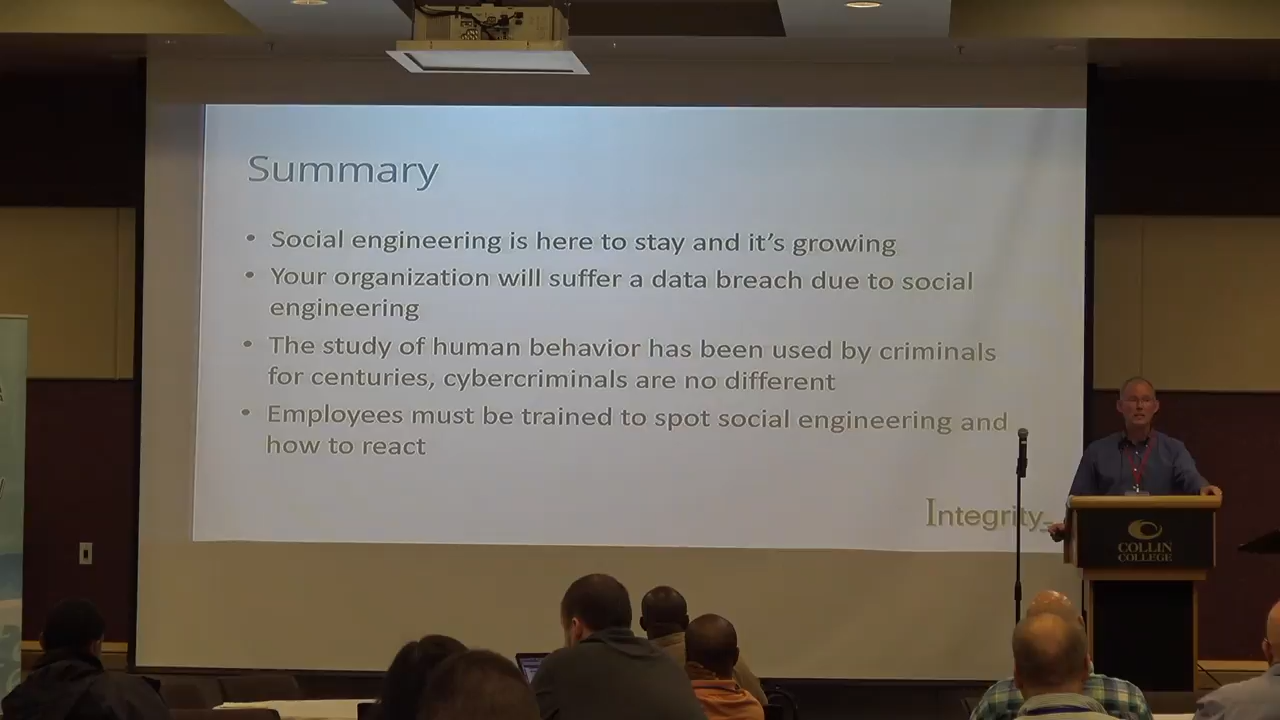 Summary
• Social engineering is here to stay and it's growing
• Your organization will suffer a data breach due to social
engineering
• The study of human behavior has been used by criminals
for centuries, cybercriminals are no different
• Employees must be trained to spot social engineering and
how to react
Integrity
COLLIN
COLLEGE